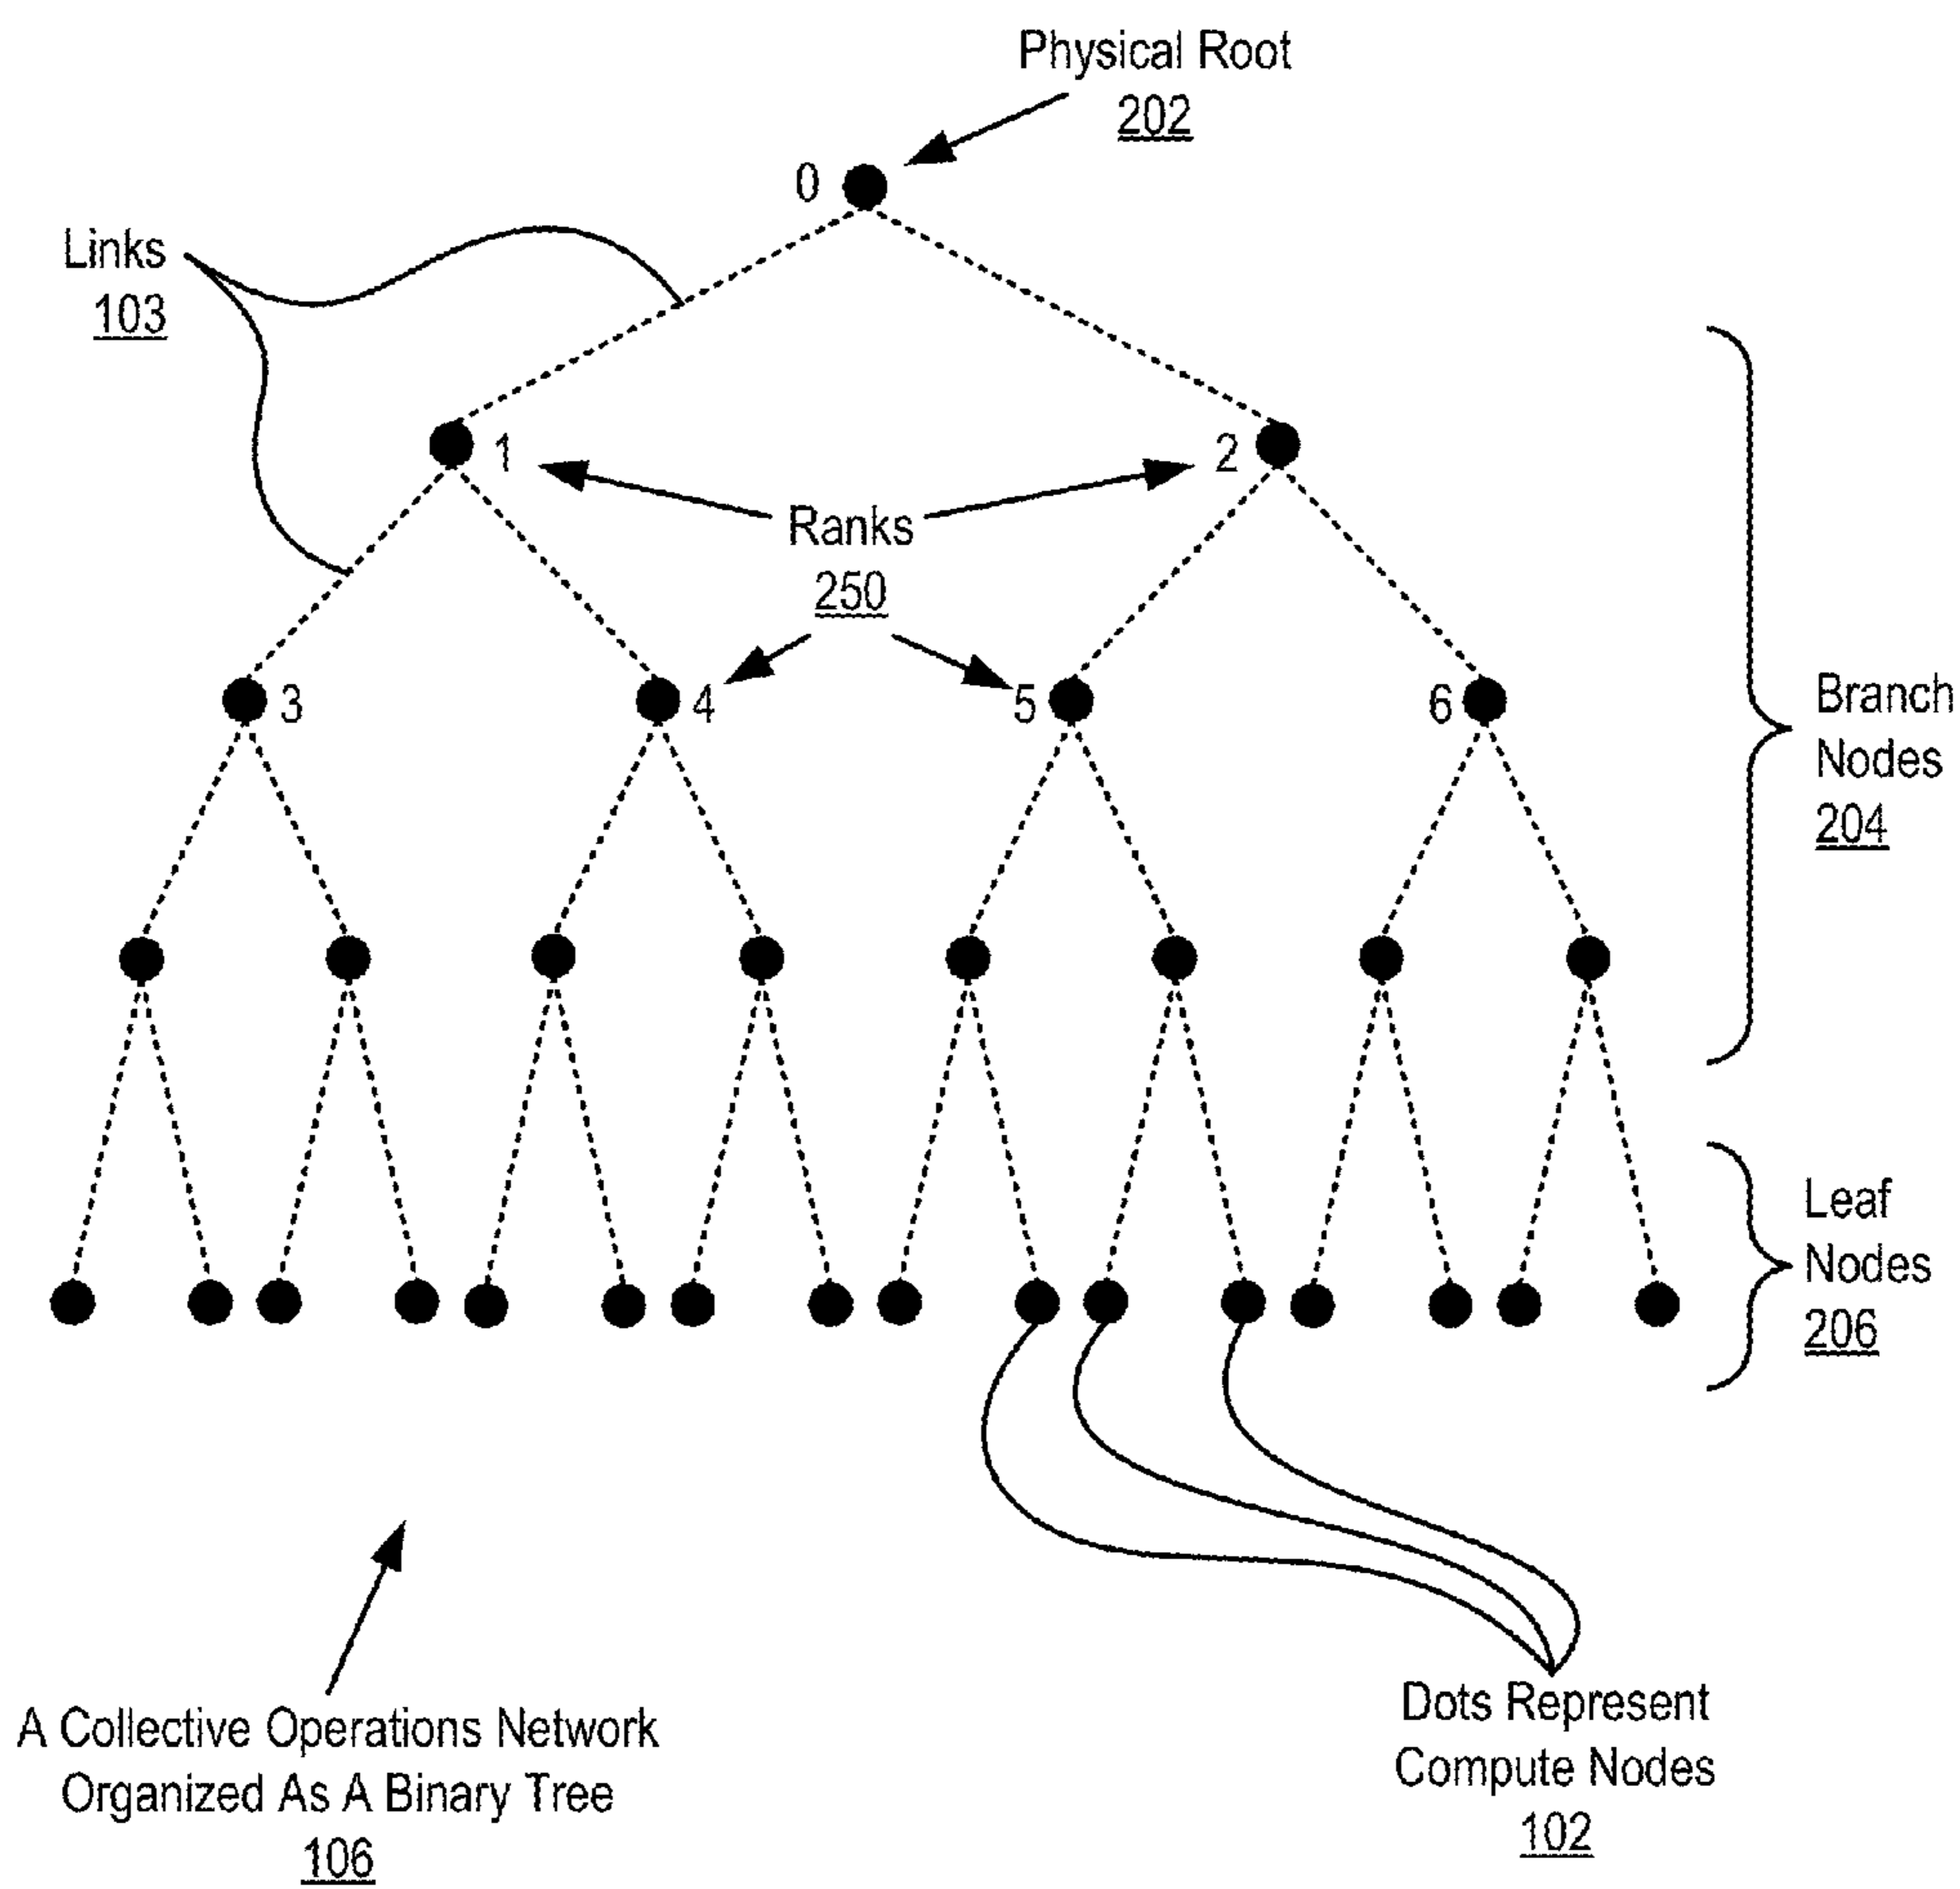 Physical Root
202
0
Links
103
1
2
Ranks
250
3
4
5
6
Branch
Nodes
204
Leaf
Nodes
206
A Collective Operations Network
Organized As A Binary Tree
106
Dots Represent
Compute Nodes
102